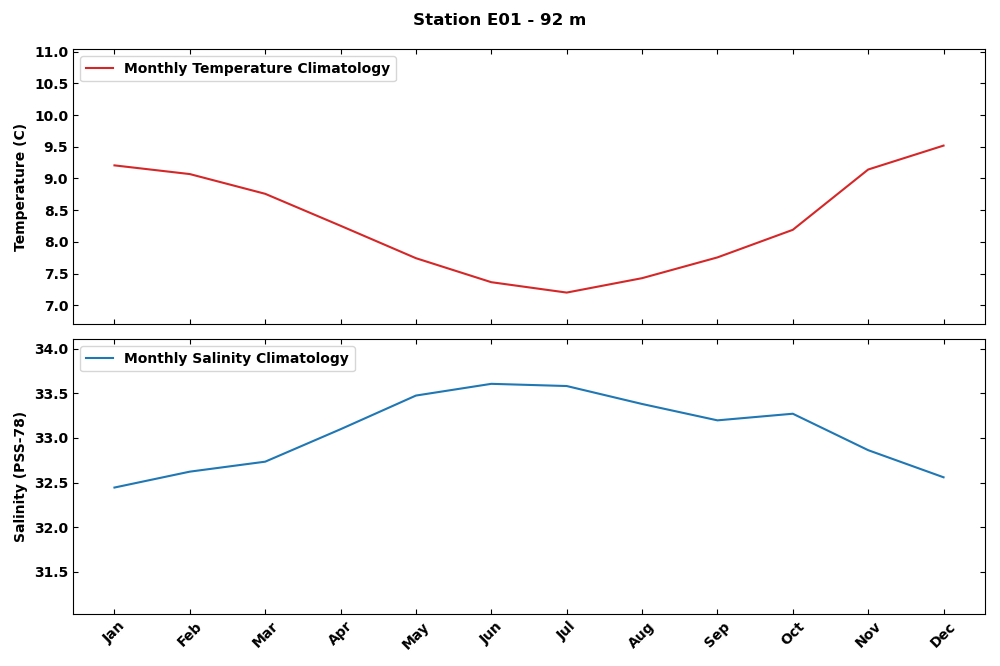 Station E01 - 92 m
Monthly Temperature Climatology
Temperature (C)
11.0
10.5
10.0
9.5
9.0
8.5
8.0
7.5
7.0
Monthly Salinity Climatology
Salinity (PSS-78)
34.0
33.5
33.0
32.5
32.0
31.5
Jan Feb Mar Apr May Jun Jul Aug Sep Oct Nov Dec